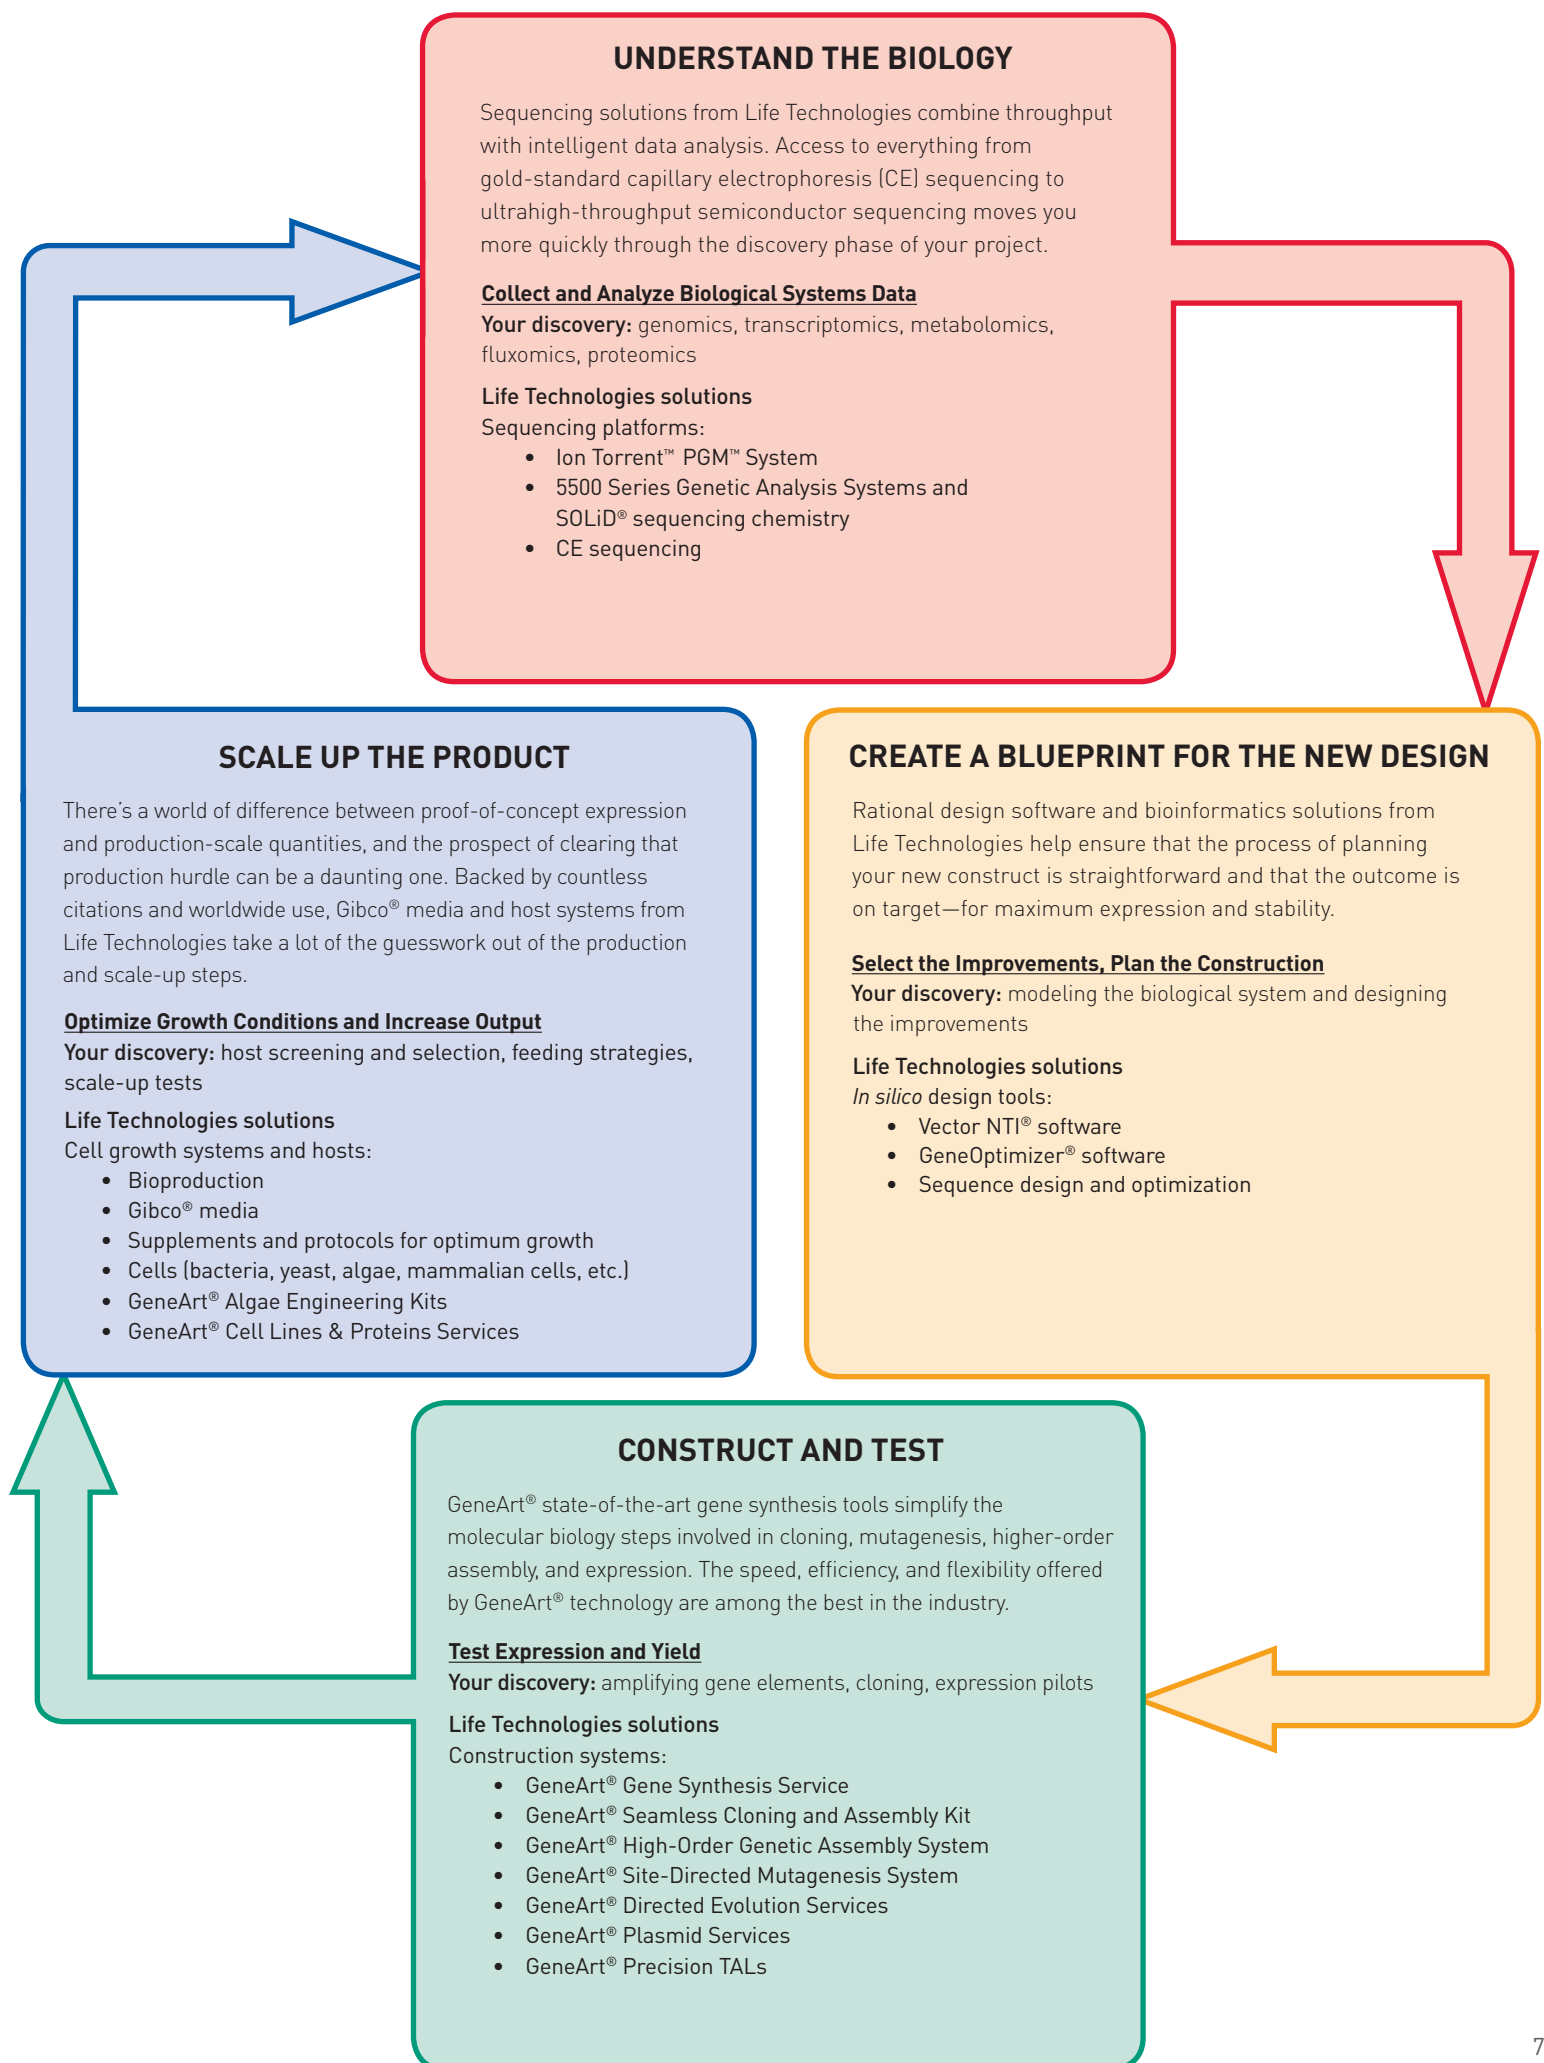 UNDERSTAND THE BIOLOGY
Sequencing solutions from Life Technologies combine throughput
with intelligent data analysis. Access to everything from
gold-standard capillary electrophoresis (CE) sequencing to
ultrahigh-throughput semiconductor sequencing moves you
more quickly through the discovery phase of your project.
Collect and Analyze Biological Systems Data
Your discovery: genomics, transcriptomics, metabolomics,
fluxomics, proteomics
Life Technologies solutions
Sequencing platforms:
• Ion Torrent™ PGM™ System
• 5500 Series Genetic Analysis Systems and
SOLiD® sequencing chemistry
• CE sequencing
SCALE UP THE PRODUCT
There's a world of difference between proof-of-concept expression
and production-scale quantities, and the prospect of clearing that
production hurdle can be a daunting one. Backed by countless
citations and worldwide use, Gibco® media and host systems from
Life Technologies take a lot of the guesswork out of the production
and scale-up steps.
Optimize Growth Conditions and Increase Output
Your discovery: host screening and selection, feeding strategies,
scale-up tests
Life Technologies solutions
Cell growth systems and hosts:
• Bioproduction
• Gibco® media
• Supplements and protocols for optimum growth
• Cells (bacteria, yeast, algae, mammalian cells, etc.)
• GeneArt® Algae Engineering Kits
• GeneArt® Cell Lines & Proteins Services
CREATE A BLUEPRINT FOR THE NEW DESIGN
Rational design software and bioinformatics solutions from
Life Technologies help ensure that the process of planning
your new construct is straightforward and that the outcome is
on target—for maximum expression and stability.
Select the Improvements, Plan the Construction
Your discovery: modeling the biological system and designing
the improvements
Life Technologies solutions
In silico design tools:
• Vector NTI® software
• GeneOptimizer® software
• Sequence design and optimization
CONSTRUCT AND TEST
GeneArt® state-of-the-art gene synthesis tools simplify the
molecular biology steps involved in cloning, mutagenesis, higher-order
assembly, and expression. The speed, efficiency, and flexibility offered
by GeneArt® technology are among the best in the industry.
Test Expression and Yield
Your discovery: amplifying gene elements, cloning, expression pilots
Life Technologies solutions
Construction systems:
• GeneArt® Gene Synthesis Service
• GeneArt® Seamless Cloning and Assembly Kit
• GeneArt® High-Order Genetic Assembly System
• GeneArt® Site-Directed Mutagenesis System
• GeneArt® Directed Evolution Services
• GeneArt® Plasmid Services
• GeneArt® Precision TALs
7